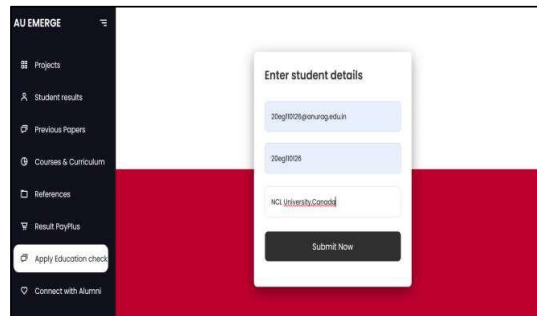 AU EMERGE
Projects
Student results
Previous Papers
Courses & Curriculum
References
Result PayPlus
Apply Education check
Connect with Alumni
Enter student details
20eg110126@anurag.edu.in
20eg110126
NCL University,Canada
Submit Now